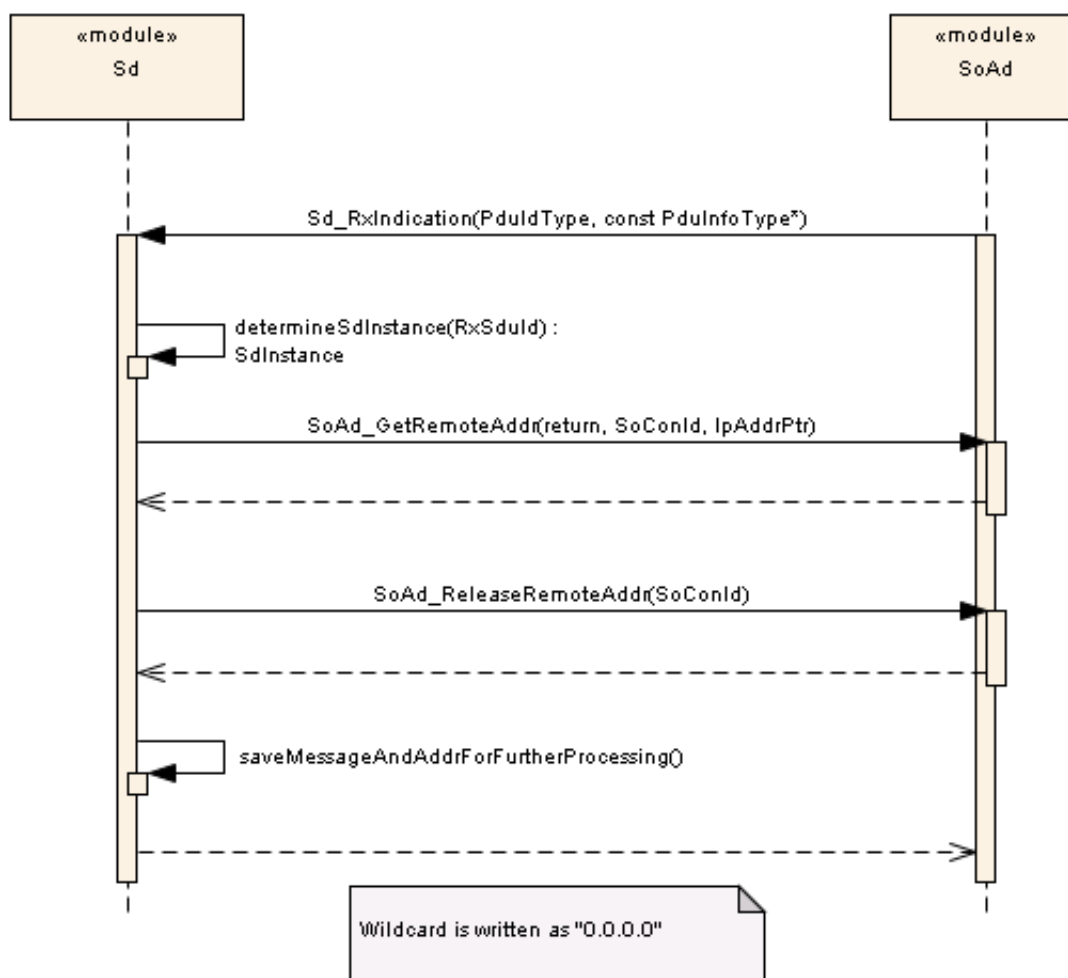 «module»
Sd
«module»
SoAd
Sd_RxIndication(PduIdType, const PduInfoType*)
determineSdInstance(RxSduId) :
SdInstance
SoAd_GetRemoteAddr(return, SoConId, IpAddrPtr)
SoAd_ReleaseRemoteAddr(SoConId)
saveMessageAndAddrForFurtherProcessing()
Wildcard is written as "0.0.0.0"